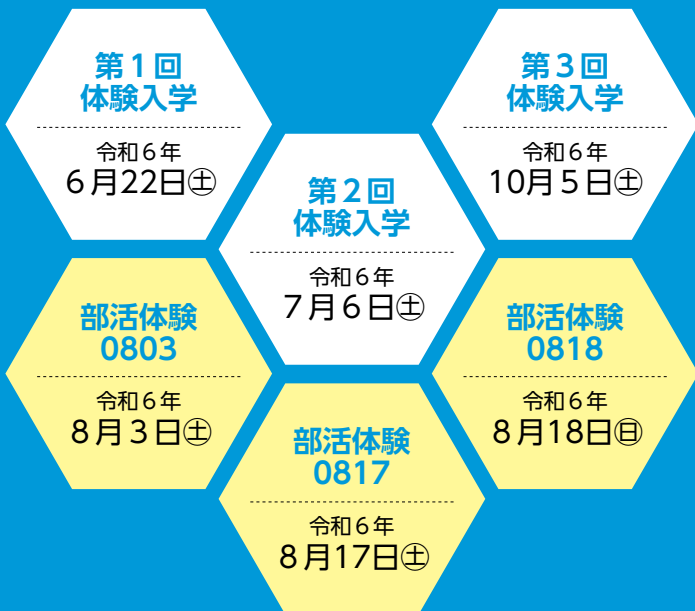 第1回
体験入学
令和6年
6月22日㊏
第2回
体験入学
令和6年
7月6日㊏
第3回
体験入学
令和6年
10月5日㊏
部活体験
0803
令和6年
8月3日㊏
部活体験
0817
令和6年
8月17日㊏
部活体験
0818
令和6年
8月18日㊐